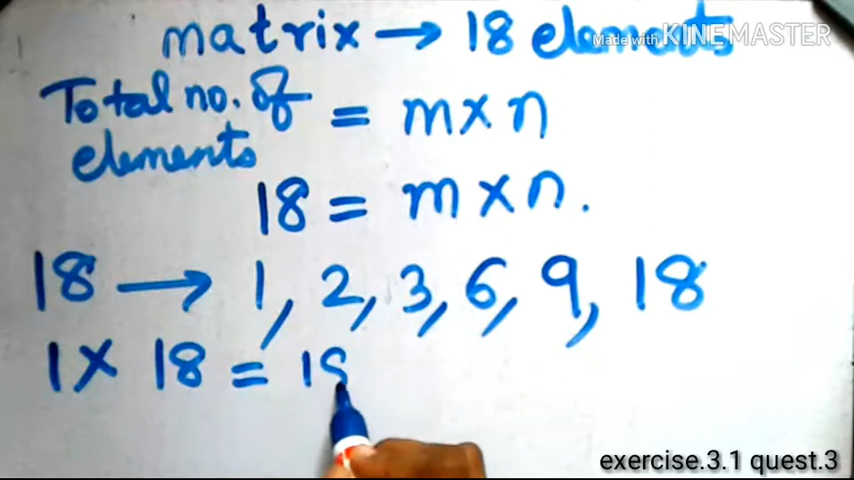 matrix → 18 elements
Made with KINEMASTER
Total no. of elements = m x n
18 = m x n.
18 → 1, 2, 3, 6, 9, 18
1 x 18 = 18
exercise.3.1 quest.3